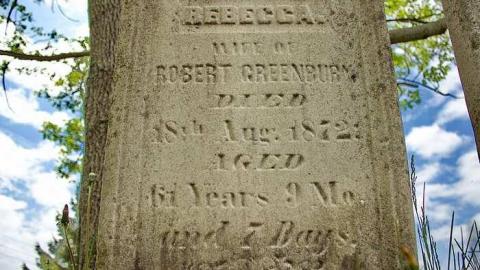 REBECCA.
WIFE OF
ROBERT GREENBURY
DIED
18th Aug. 1872:
AGED
61 Years 9 Mo.
and 7 Days.